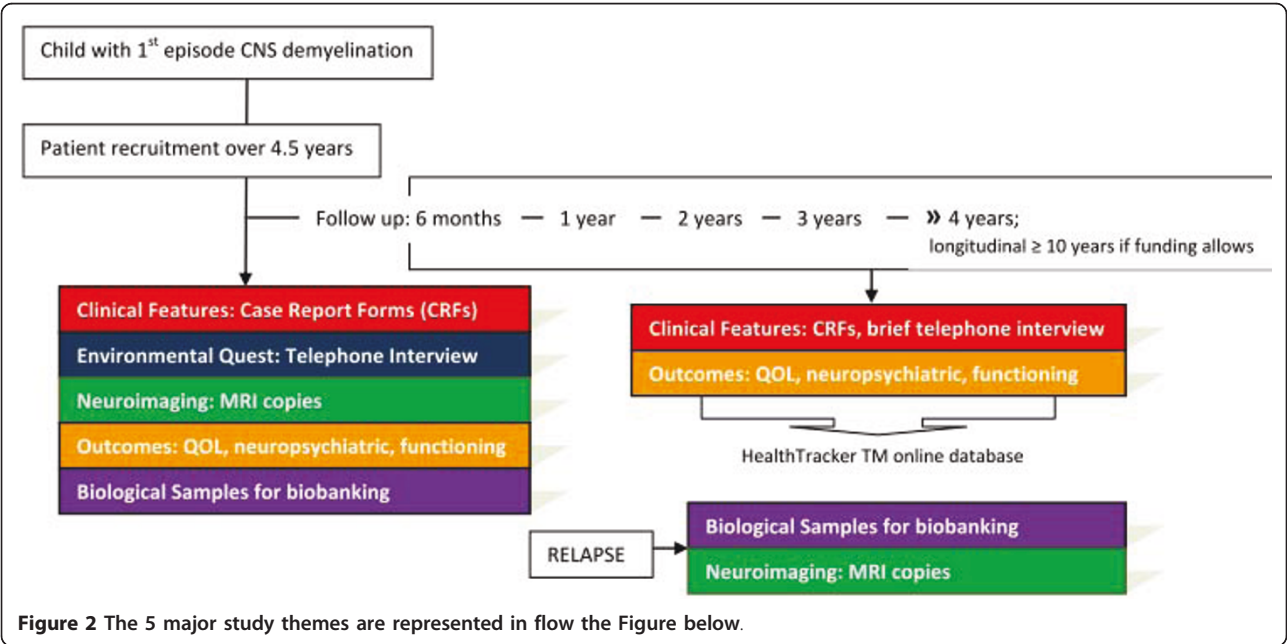 Child with 1st episode CNS demyelination
Patient recruitment over 4.5 years
Follow up: 6 months — 1 year — 2 years — 3 years — » 4 years;
longitudinal ≥ 10 years if funding allows
Clinical Features: Case Report Forms (CRFs)
Environmental Quest: Telephone Interview
Neuroimaging: MRI copies
Outcomes: QOL, neuropsychiatric, functioning
Biological Samples for biobanking
Clinical Features: CRFs, brief telephone interview
Outcomes: QOL, neuropsychiatric, functioning
HealthTracker TM online database
RELAPSE
Biological Samples for biobanking
Neuroimaging: MRI copies
Figure 2 The 5 major study themes are represented in flow the Figure below.